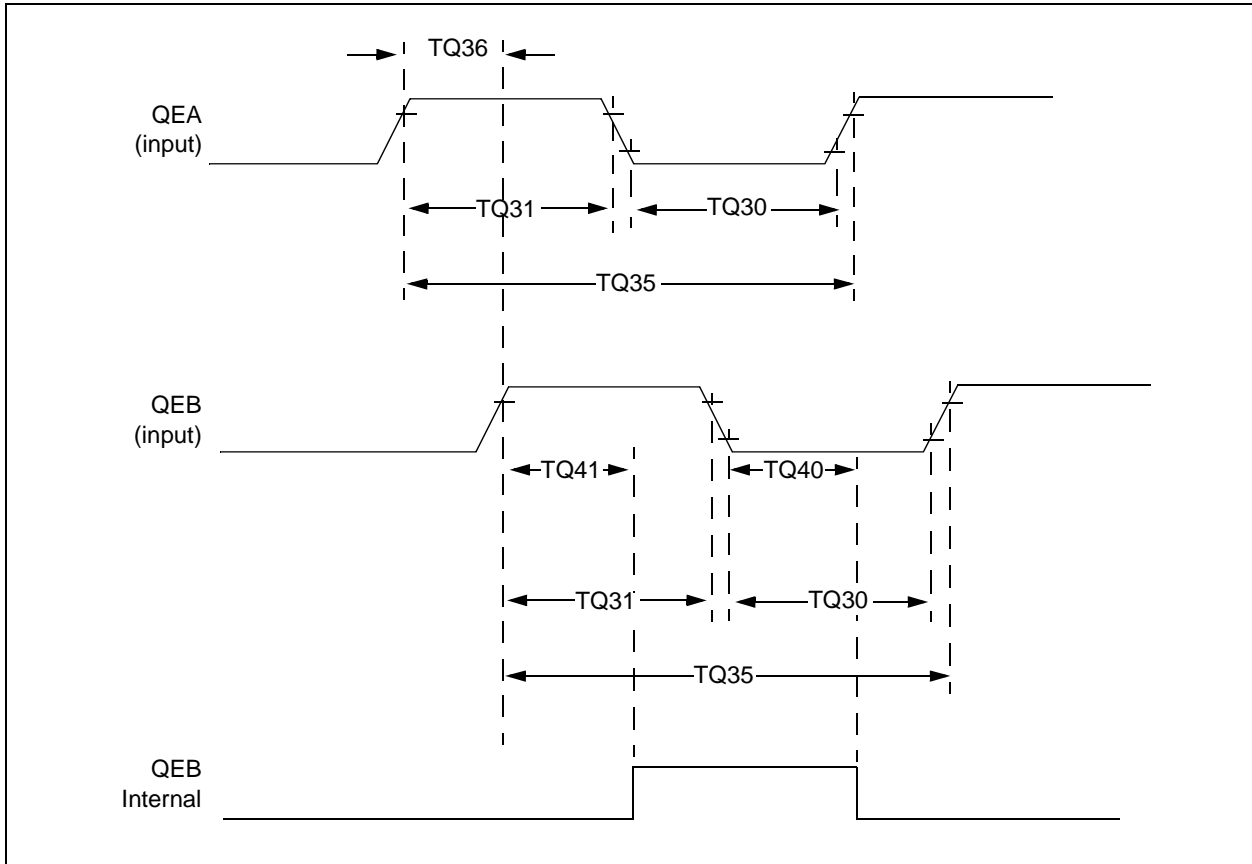 TQ36
QEA
(input)
TQ31
TQ30
TQ35
QEB
(input)
TQ41
TQ40
TQ31
TQ30
TQ35
QEB
Internal